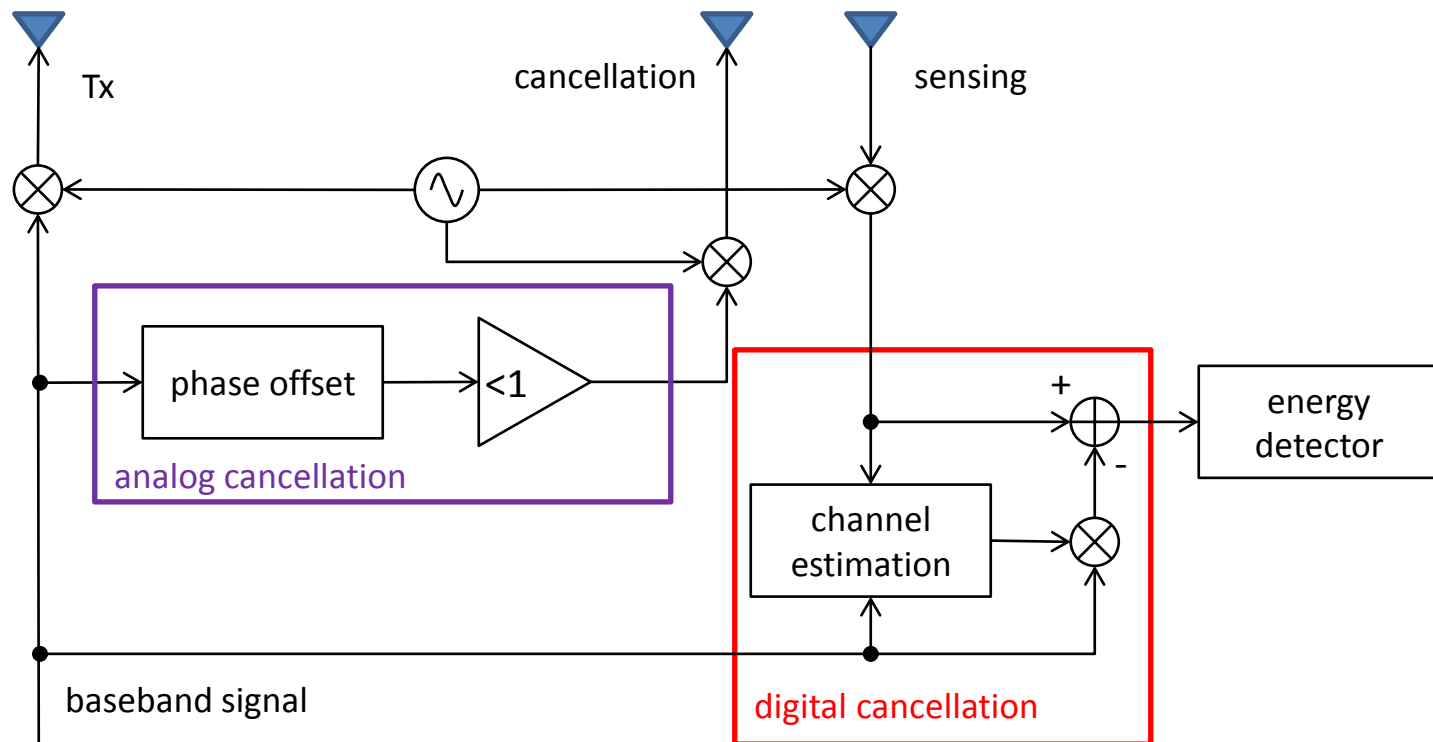 Tx
cancellation
sensing
phase offset
<1
analog cancellation
+
-
energy
detector
channel
estimation
baseband signal
digital cancellation